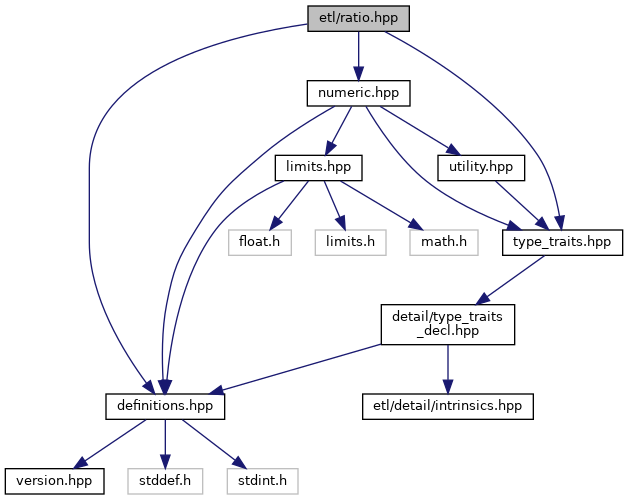 etl/ratio.hpp
numeric.hpp
limits.hpp
utility.hpp
float.h
limits.h
math.h
type_traits.hpp
detail/type_traits
_decl.hpp
definitions.hpp
etl/detail/intrinsics.hpp
version.hpp
stddef.h
stdint.h